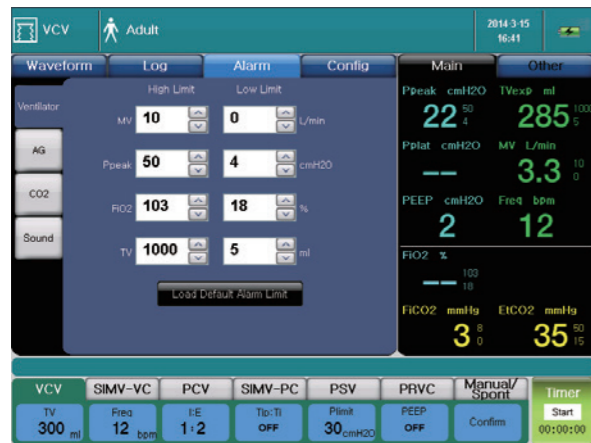 VCV Adult 2014-3-15
16:41
Waveform Log Alarm Config Main Other
High Limit Low Limit
Ventilator
MV 10 0 L/min
AG
Ppeak 50 4 cmH2O
CO2
FiO2 103 18 %
Sound
TV 1000 5 ml
Load Default Alarm Limit
Ppeak cmH2O TVexp ml
22 50 4 285 1000 5
Pplat cmH2O MV L/min
-- 3.3 10 0
PEEP cmH2O Freq bpm
2 12
FiO2 %
-- 103 18
FiCO2 mmHg EtCO2 mmHg
3 8 0 35 50 15
VCV SIMV-VC PCV SIMV-PC PSV PRVC Manual/
Spont Timer
TV Freq I:E Tip:Ti Plimit PEEP Confirm Start
300 ml 12 bpm 1:2 OFF 30 cmH2O OFF 00:00:00